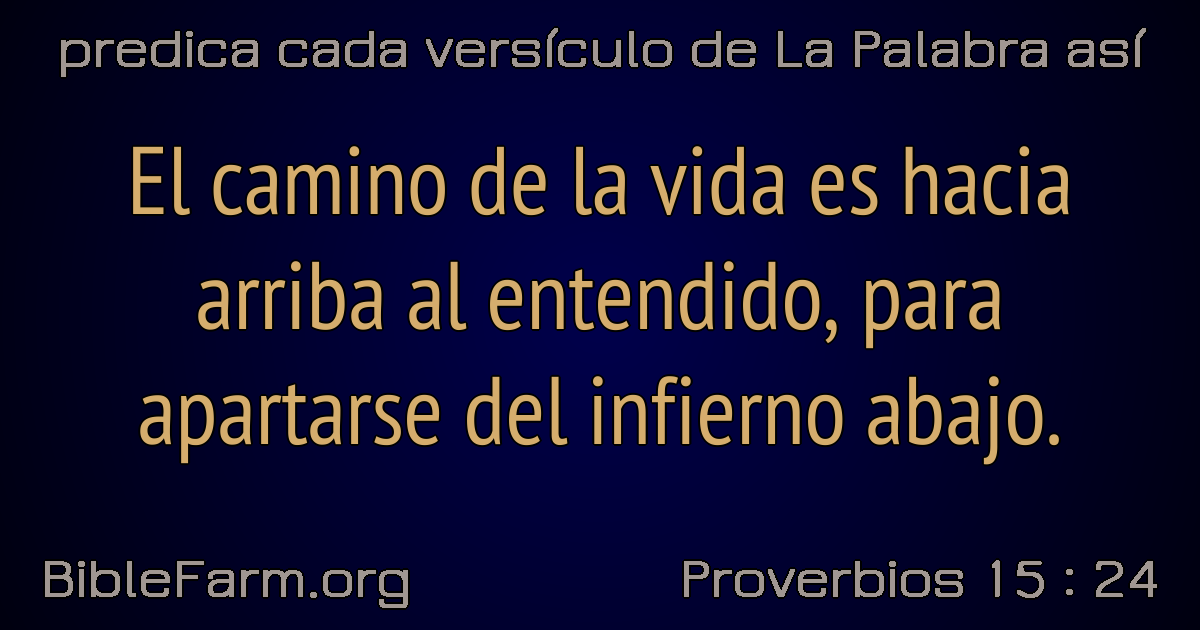 predica cada versículo de La Palabra así
El camino de la vida es hacia
arriba al entendido, para
apartarse del infierno abajo.
BibleFarm.org
Proverbios 15 : 24